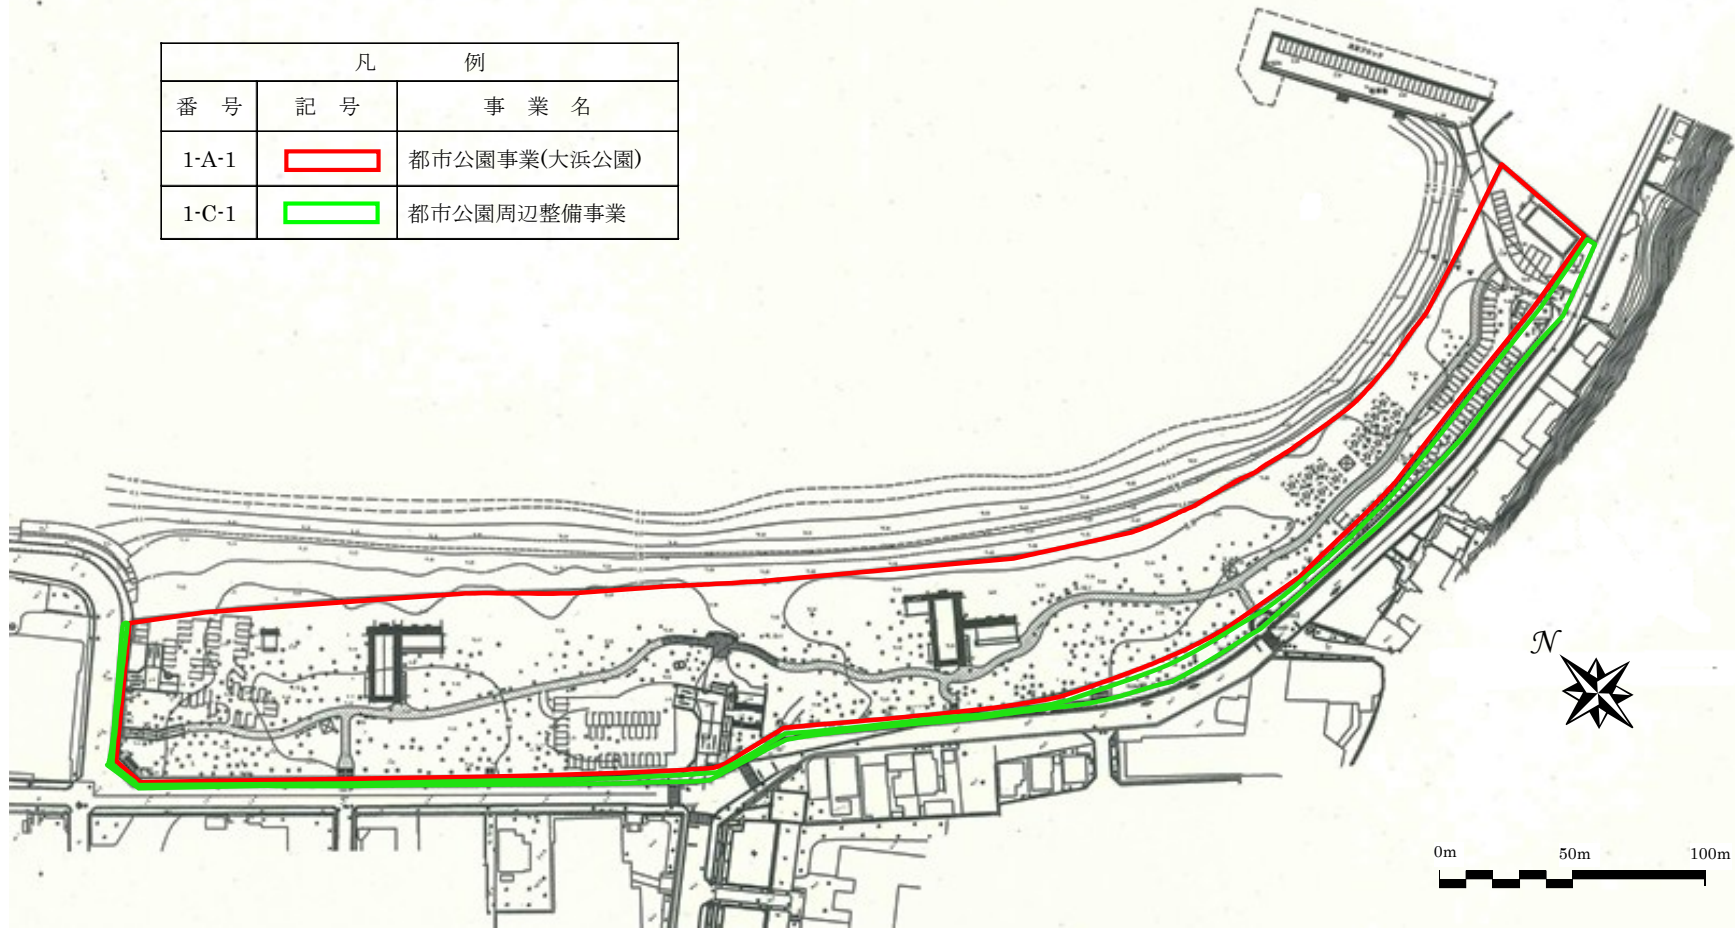 凡 例
番 号 記 号 事 業 名
1-A-1 都市公園事業(大浜公園)
1-C-1 都市公園周辺整備事業
N
0m 50m 100m